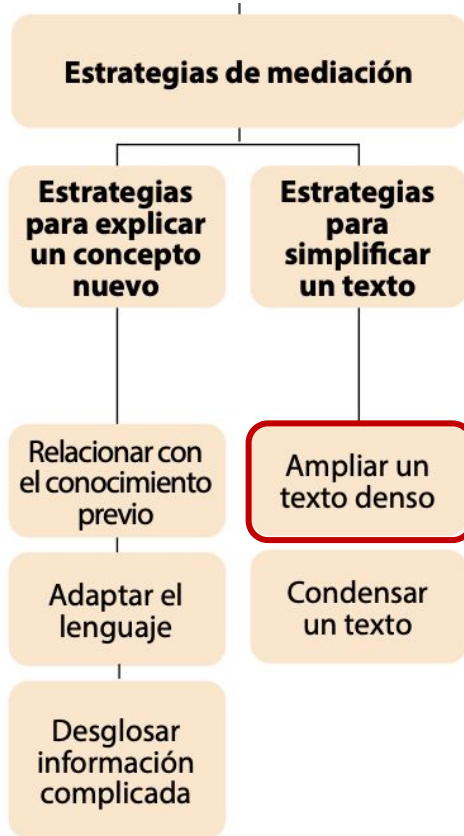 Estrategias de mediación
Estrategias
para explicar
un concepto
nuevo
Estrategias
para
simplificar
un texto
Relacionar con
el conocimiento
previo
Adaptar el
lenguaje
Desglosar
información
complicada
Ampliar un
texto denso
Condensar
un texto